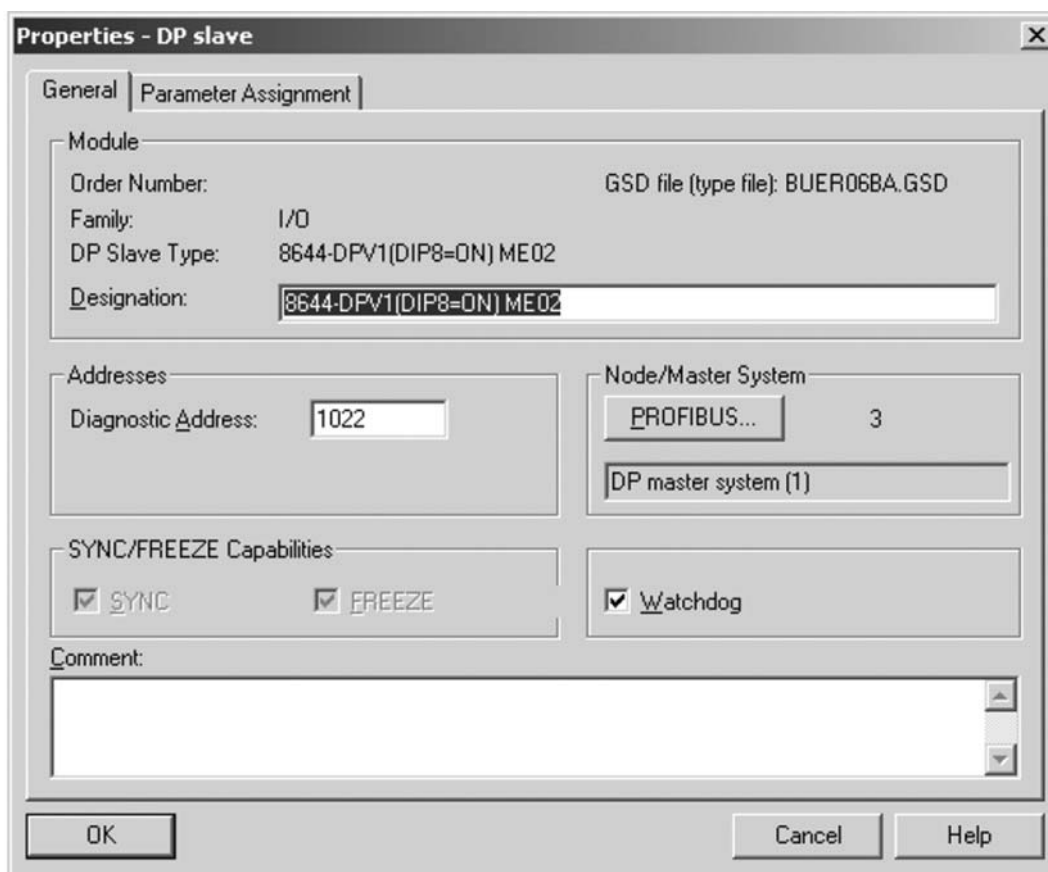 Properties - DP slave
General Parameter Assignment
Module
Order Number: GSD file (type file): BUER06BA.GSD
Family: I/O
DP Slave Type: 8644-DPV1(DIP8=ON) ME02
Designation: 8644-DPV1(DIP8=ON) ME02
Addresses
Diagnostic Address: 1022
Node/Master System
PROFIBUS... 3
DP master system (1)
SYNC/FREEZE Capabilities
SYNC FREEZE
Watchdog
Comment:
OK Cancel Help